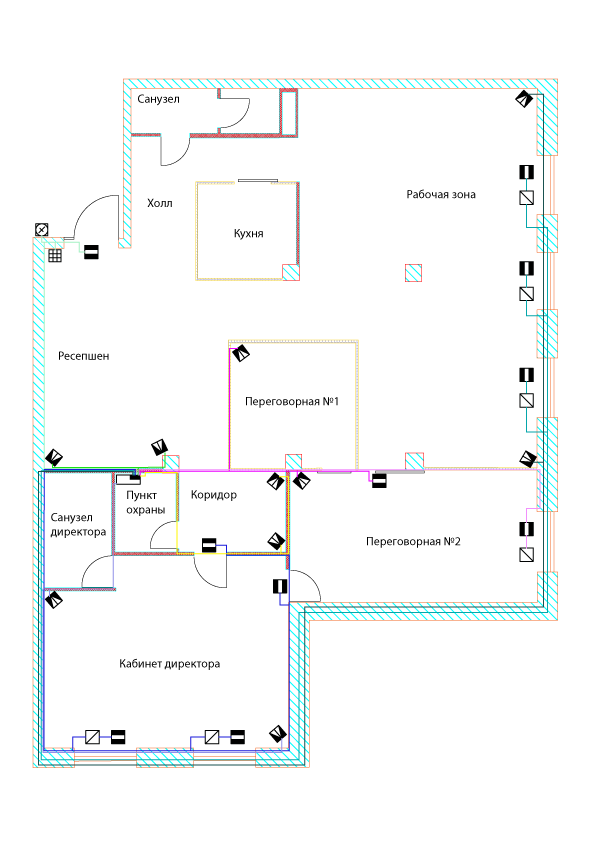 Санузел
Холл
Рабочая зона
Кухня
Ресепшен
Переговорная №1
Пункт
охраны
Коридор
Санузел
директора
Переговорная №2
Кабинет директора